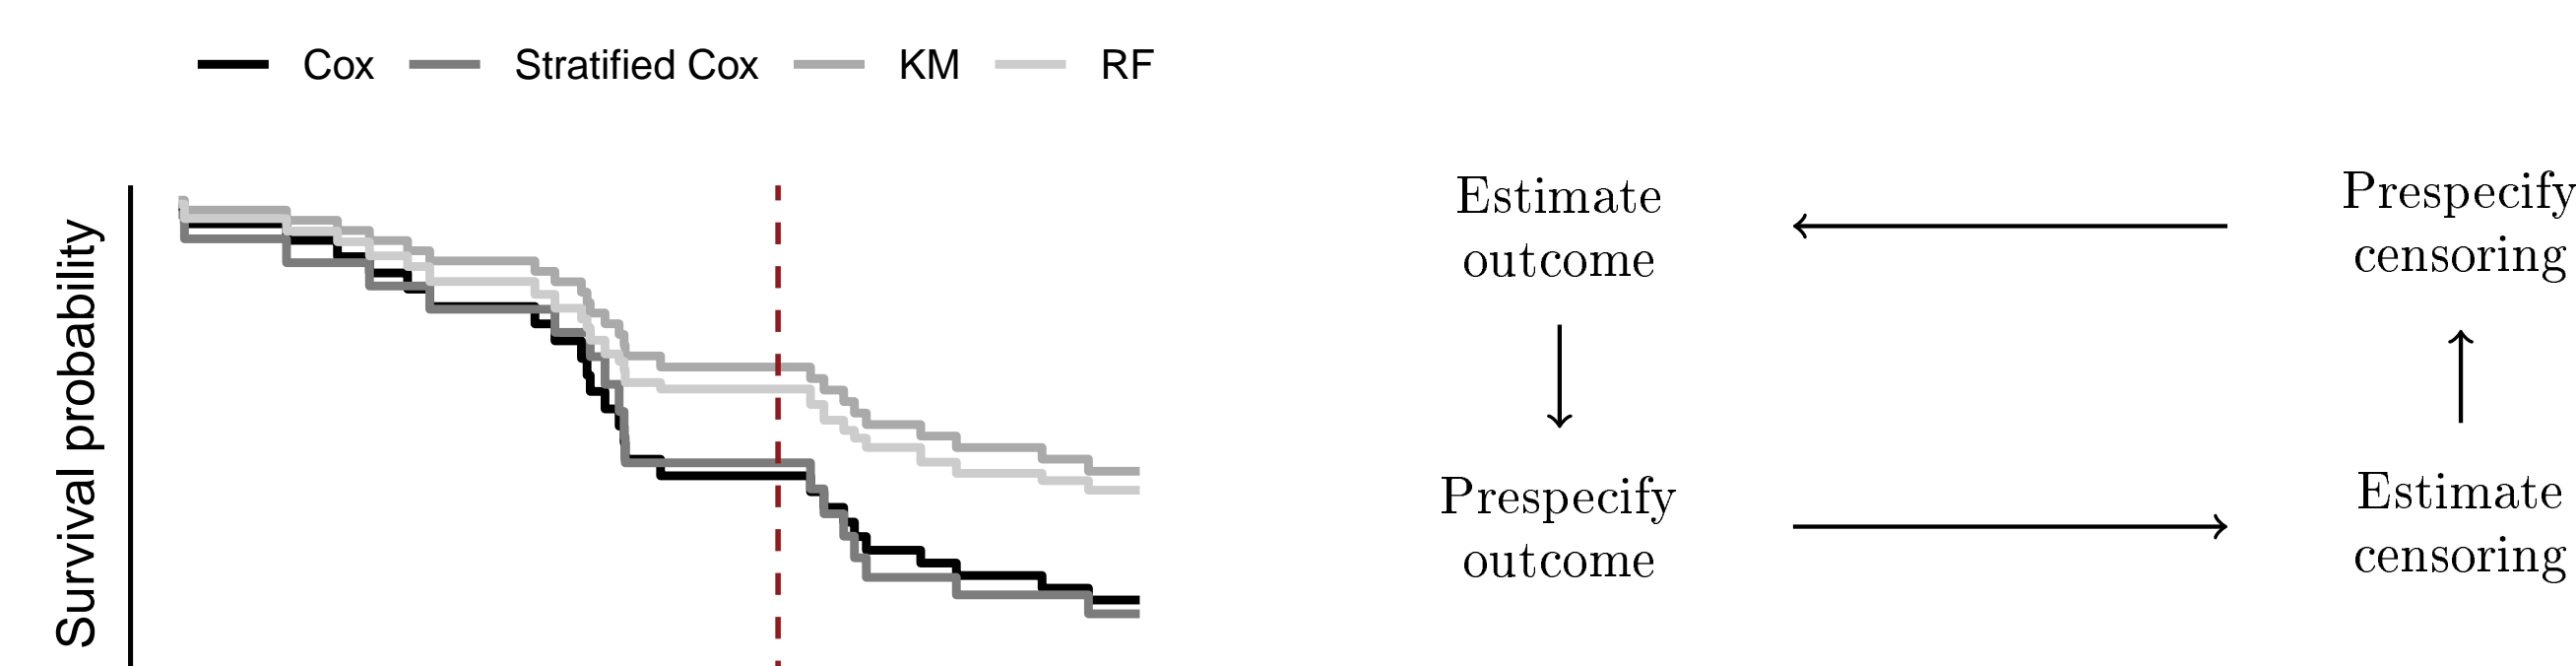 Cox Stratified Cox KM RF
Survival probability
Estimate
outcome
Prespecify
censoring
Prespecify
outcome
Estimate
censoring